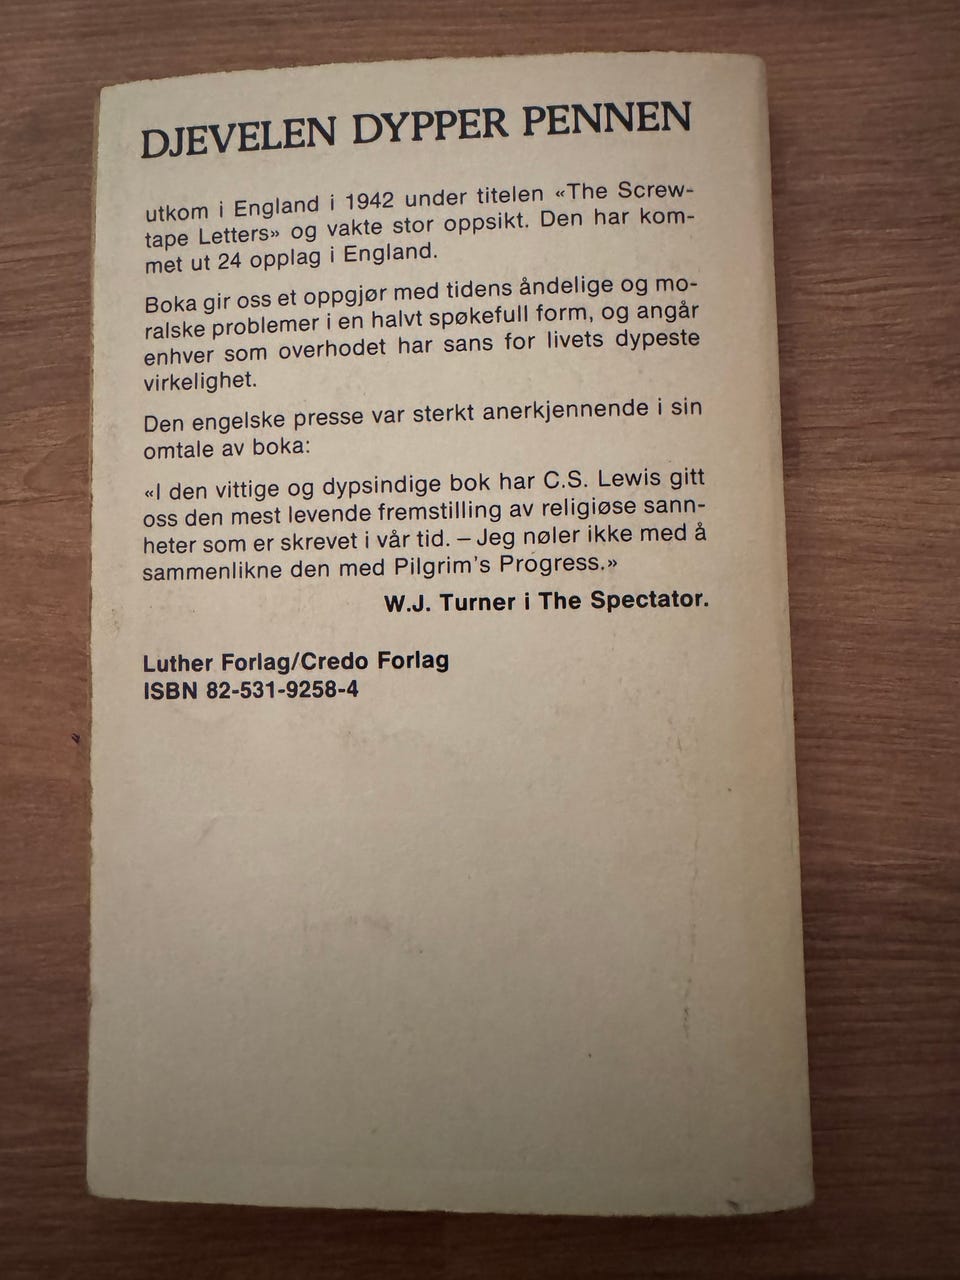 DJEVELEN DYPPER PENNEN
utkom i England i 1942 under titelen «The Screw-
tape Letters» og vakte stor oppsikt. Den har kom-
met ut 24 opplag i England.
Boka gir oss et oppgjør med tidens åndelige og mo-
ralske problemer i en halvt spøkefull form, og angår
enhver som overhodet har sans for livets dypeste
virkelighet.
Den engelske presse var sterkt anerkjennende i sin
omtale av boka:
«I den vittige og dypsindige bok har C.S. Lewis gitt
oss den mest levende fremstilling av religiøse sann-
heter som er skrevet i vår tid. – Jeg nøler ikke med å
sammenlikne den med Pilgrim's Progress.»
W.J. Turner i The Spectator.
Luther Forlag/Credo Forlag
ISBN 82-531-9258-4